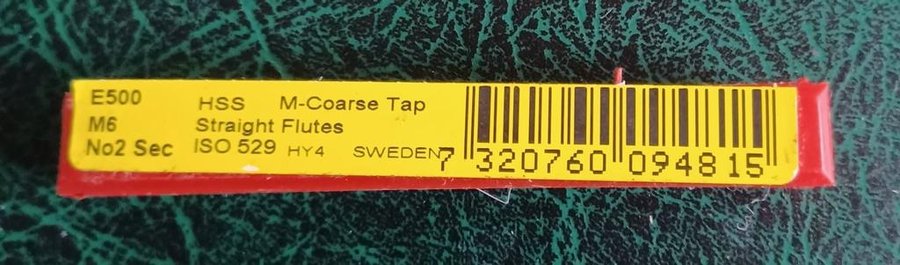 E500 HSS M-Coarse Tap
M6 Straight Flutes
No2 Sec ISO 529 HY4 SWEDEN
7 320760 094815